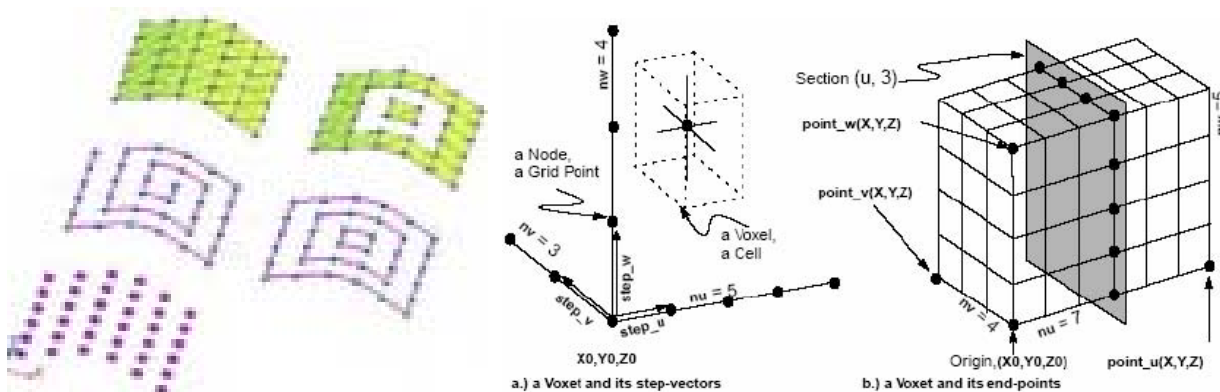 nw = 4
a Node,
a Grid Point
a Voxel,
a Cell
nv = 3
step_v
step_w
step_u
nu = 5
X0,Y0,Z0
a.) a Voxet and its step-vectors
Section (u, 3)
point_w(X,Y,Z)
point_v(X,Y,Z)
nv = 4
nu = 7
Origin,(X0,Y0,Z0)
point_u(X,Y,Z)
b.) a Voxet and its end-points